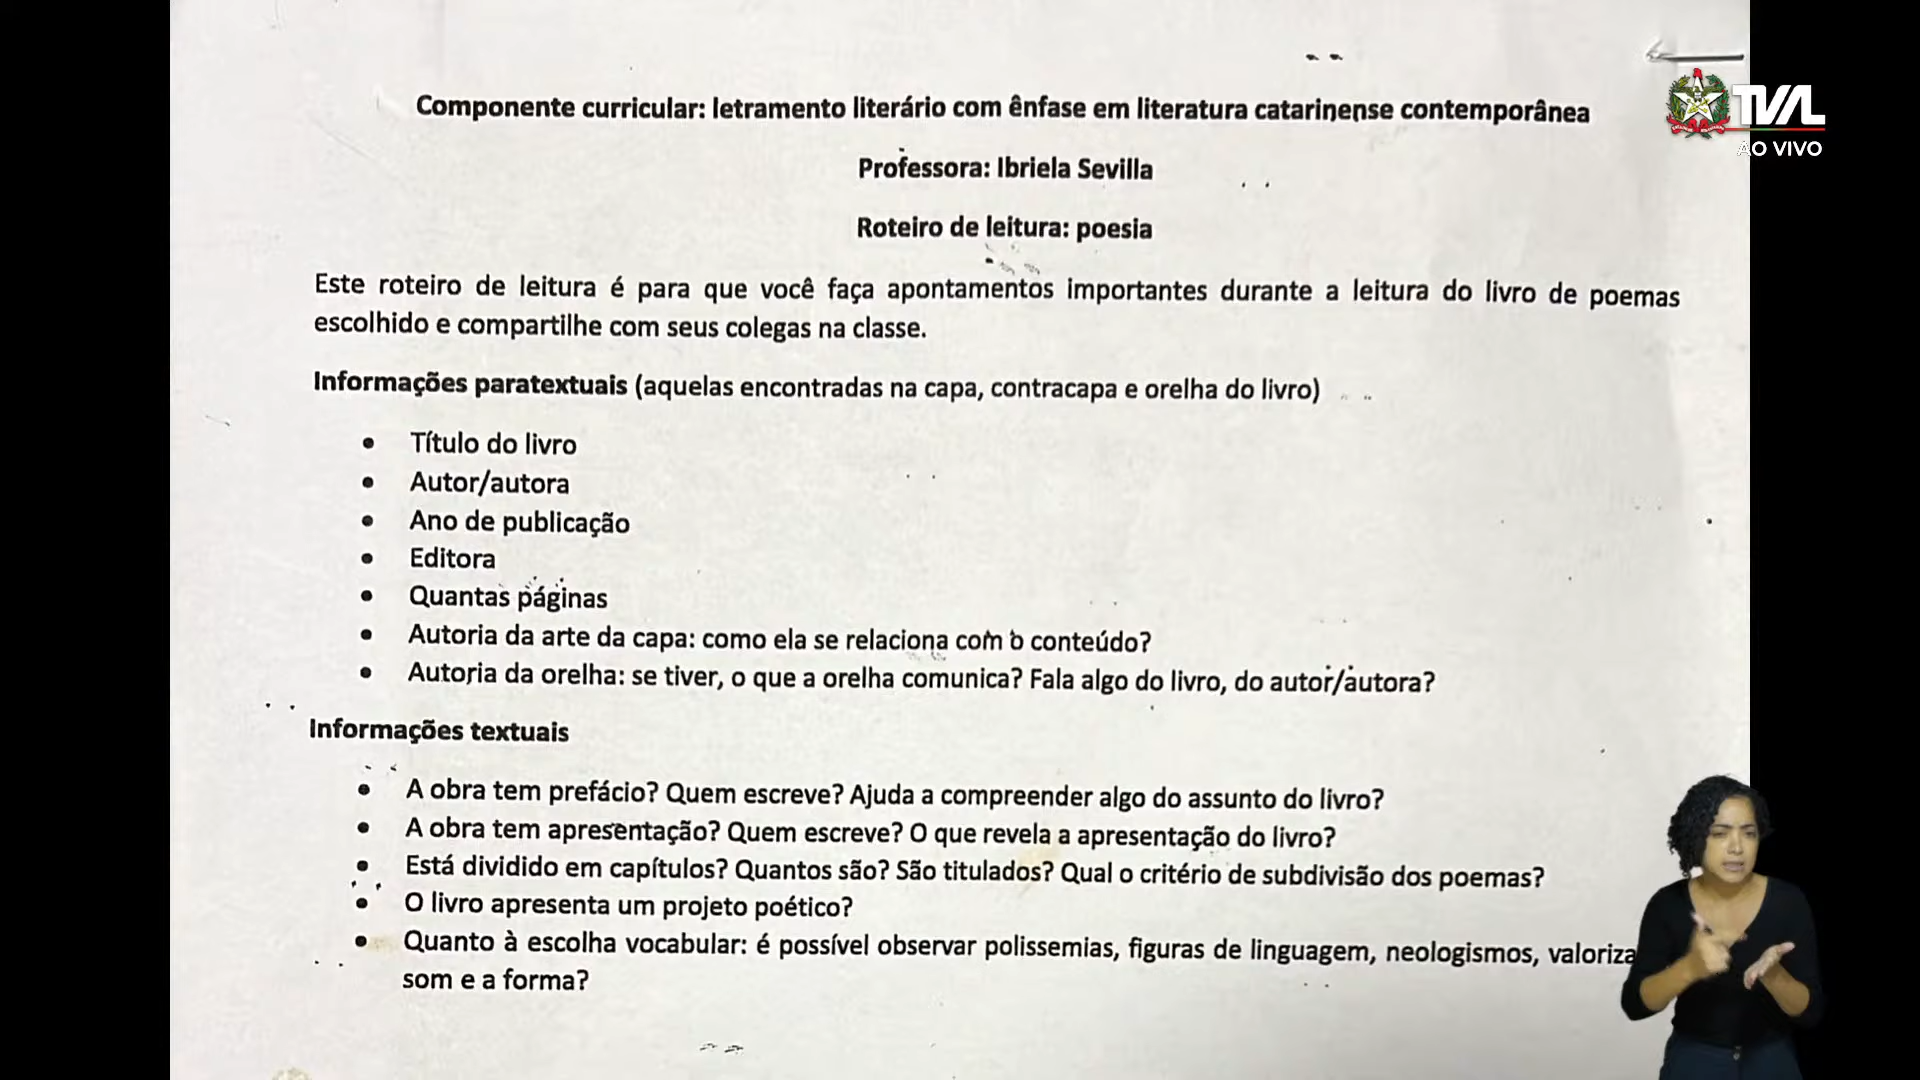 Componente curricular: letramento literário com ênfase em literatura catarinense contemporânea
TVAL
AO VIVO
Professora: Ibriela Sevilla
Roteiro de leitura: poesia
Este roteiro de leitura é para que você faça apontamentos importantes durante a leitura do livro de poemas
escolhido e compartilhe com seus colegas na classe.
Informações paratextuais (aquelas encontradas na capa, contracapa e orelha do livro)
• Título do livro
• Autor/autora
• Ano de publicação
• Editora
• Quantas páginas
• Autoria da arte da capa: como ela se relaciona com o conteúdo?
• Autoria da orelha: se tiver, o que a orelha comunica? Fala algo do livro, do autor/autora?
Informações textuais
• A obra tem prefácio? Quem escreve? Ajuda a compreender algo do assunto do livro?
• A obra tem apresentação? Quem escreve? O que revela a apresentação do livro?
• Está dividido em capítulos? Quantos são? São titulados? Qual o critério de subdivisão dos poemas?
• O livro apresenta um projeto poético?
• Quanto à escolha vocabular: é possível observar polissemias, figuras de linguagem, neologismos, valoriza
som e a forma?